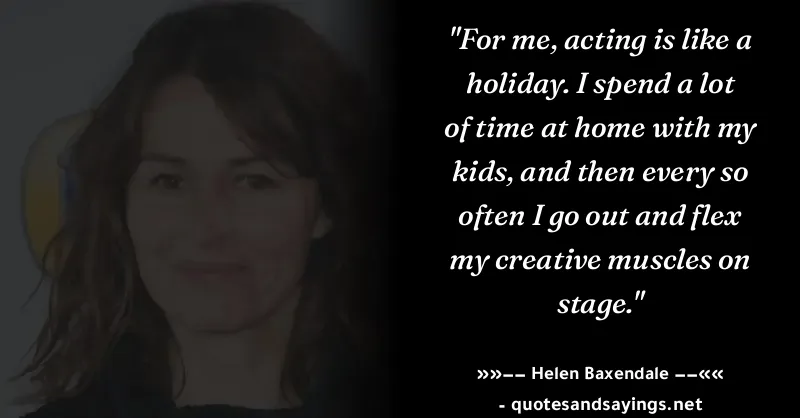 "For me, acting is like a
holiday. I spend a lot
of time at home with my
kids, and then every so
often I go out and flex
my creative muscles on
stage."
»»−− Helen Baxendale −−««
- quotesandsayings.net